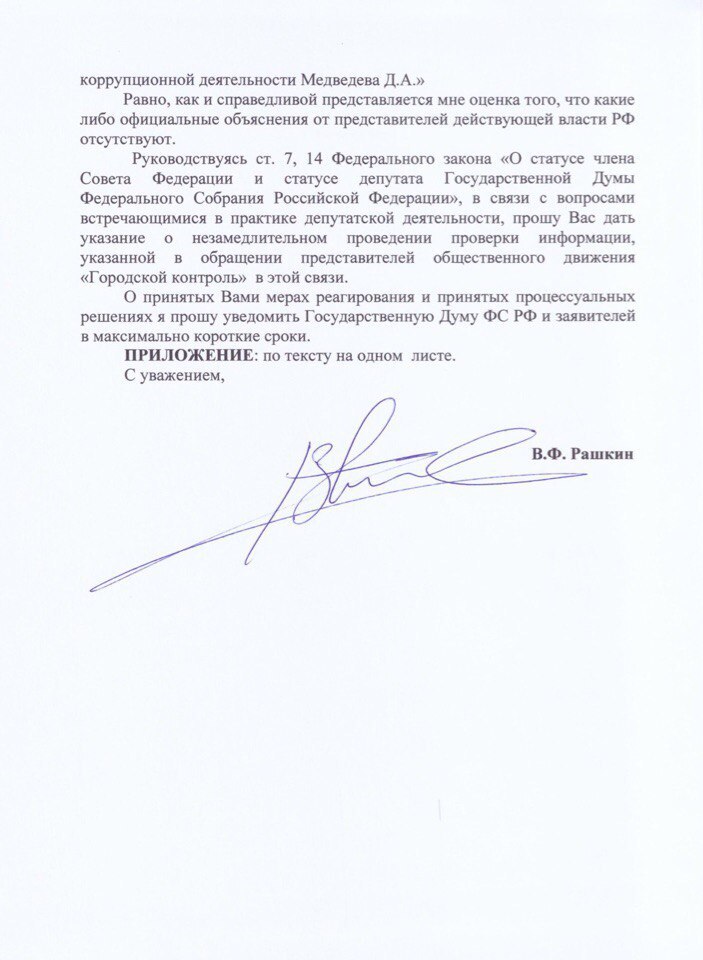 коррупционной деятельности Медведева Д.А.»
Равно, как и справедливой представляется мне оценка того, что какие
либо официальные объяснения от представителей действующей власти РФ
отсутствуют.
Руководствуясь ст. 7, 14 Федерального закона «О статусе члена
Совета Федерации и статусе депутата Государственной Думы
Федерального Собрания Российской Федерации», в связи с вопросами
встречающимися в практике депутатской деятельности, прошу Вас дать
указание о незамедлительном проведении проверки информации,
указанной в обращении представителей общественного движения
«Городской контроль» в этой связи.
О принятых Вами мерах реагирования и принятых процессуальных
решениях я прошу уведомить Государственную Думу ФС РФ и заявителей
в максимально короткие сроки.
ПРИЛОЖЕНИЕ: по тексту на одном листе.
С уважением,
В.Ф. Рашкин